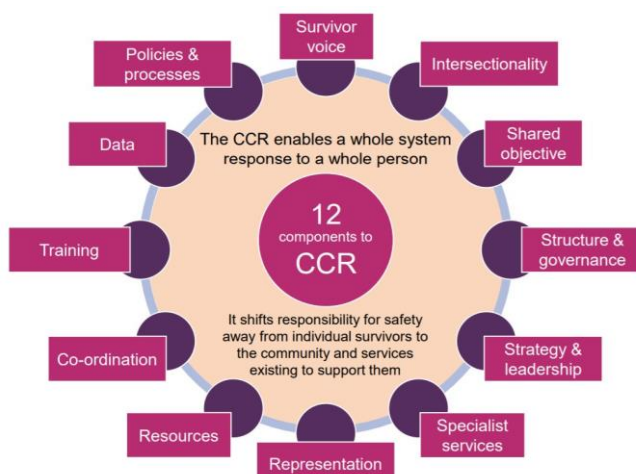 Survivor
voice
Intersectionality
Shared
objective
Structure &
governance
Strategy &
leadership
Specialist
services
Representation
Resources
Co-ordination
Training
Data
Policies &
processes
The CCR enables a whole system
response to a whole person
12
components to
CCR
It shifts responsibility for safety
away from individual survivors to
the community and services
existing to support them